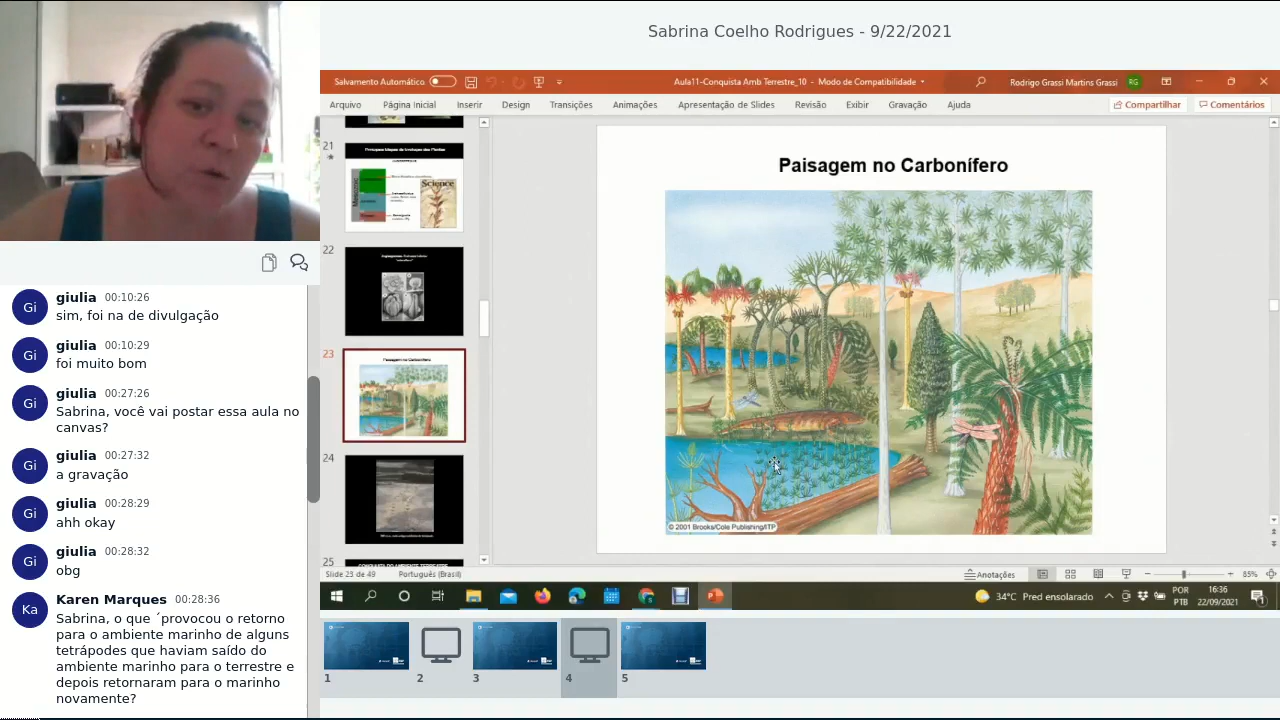 Sabrina Coelho Rodrigues - 9/22/2021
Salvamento Automático
Aula11-Conquista Amb Terrestre_10 - Modo de Compatibilidade
Rodrigo Grassi Martins Grassi
RG
Arquivo
Página Inicial
Inserir
Design
Transições
Animações
Apresentação de Slides
Revisão
Exibir
Gravação
Ajuda
Compartilhar
Comentários
21
Science
22
23
Paisagem no Carbonífero
24
25
Paisagem no Carbonífero
© 2001 Brooks/Cole Publishing/ITP
Slide 23 de 49
Português (Brasil)
Anotações
85%
34°C Pred ensolarado
POR
PTB
16:36
22/09/2021
1
1
2
3
4
5
Gi
giulia 00:10:26
sim, foi na de divulgação
Gi
giulia 00:10:29
foi muito bom
Gi
giulia 00:27:26
Sabrina, você vai postar essa aula no
canvas?
Gi
giulia 00:27:32
a gravação
Gi
giulia 00:28:29
ahh okay
Gi
giulia 00:28:32
obg
Ka
Karen Marques 00:28:36
Sabrina, o que ´provocou o retorno
para o ambiente marinho de alguns
tetrápodes que haviam saído do
ambiente marinho para o terrestre e
depois retornaram para o marinho
novamente?